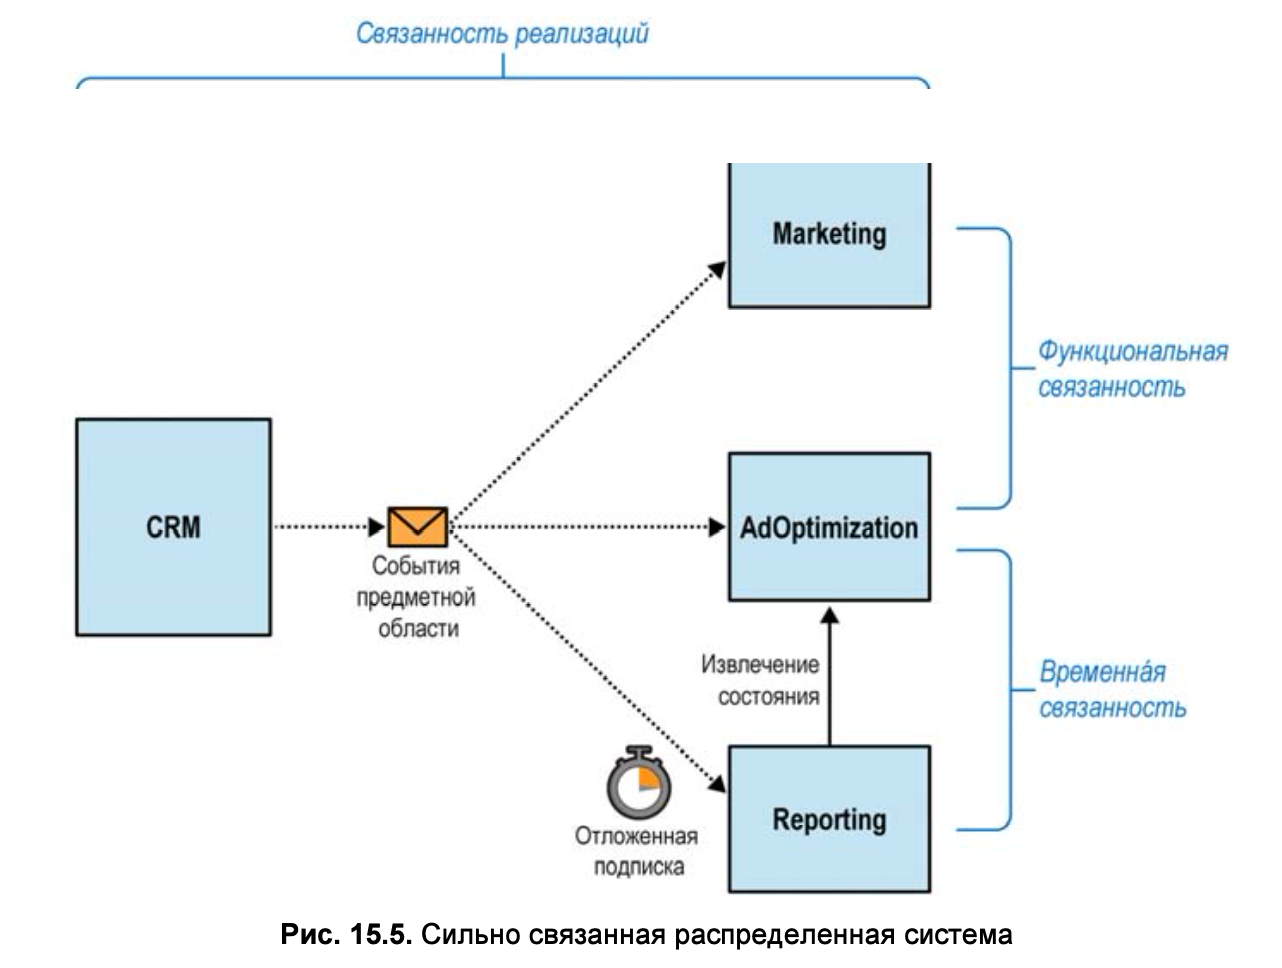 Связанность реализаций
Marketing
Функциональная
связанность
CRM
AdOptimization
События
предметной
области
Извлечение
состояния
Временнáя
связанность
Reporting
Отложенная
подписка
Рис. 15.5. Сильно связанная распределенная система